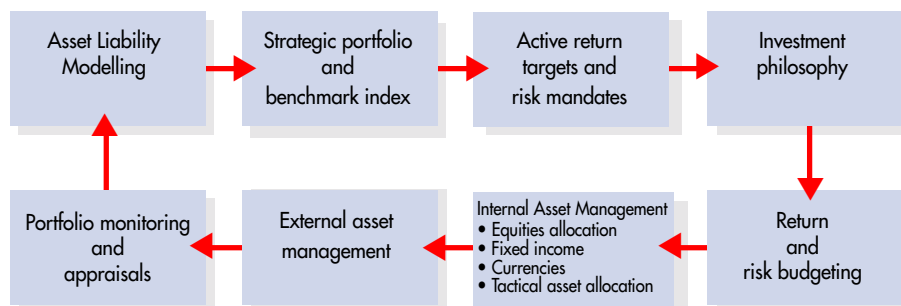 Asset Liability
Modelling
Strategic portfolio
and
benchmark index
Active return
targets and
risk mandates
Investment
philosophy
Portfolio monitoring
and
appraisals
External asset
management
Internal Asset Management
• Equities allocation
• Fixed income
• Currencies
• Tactical asset allocation
Return
and
risk budgeting